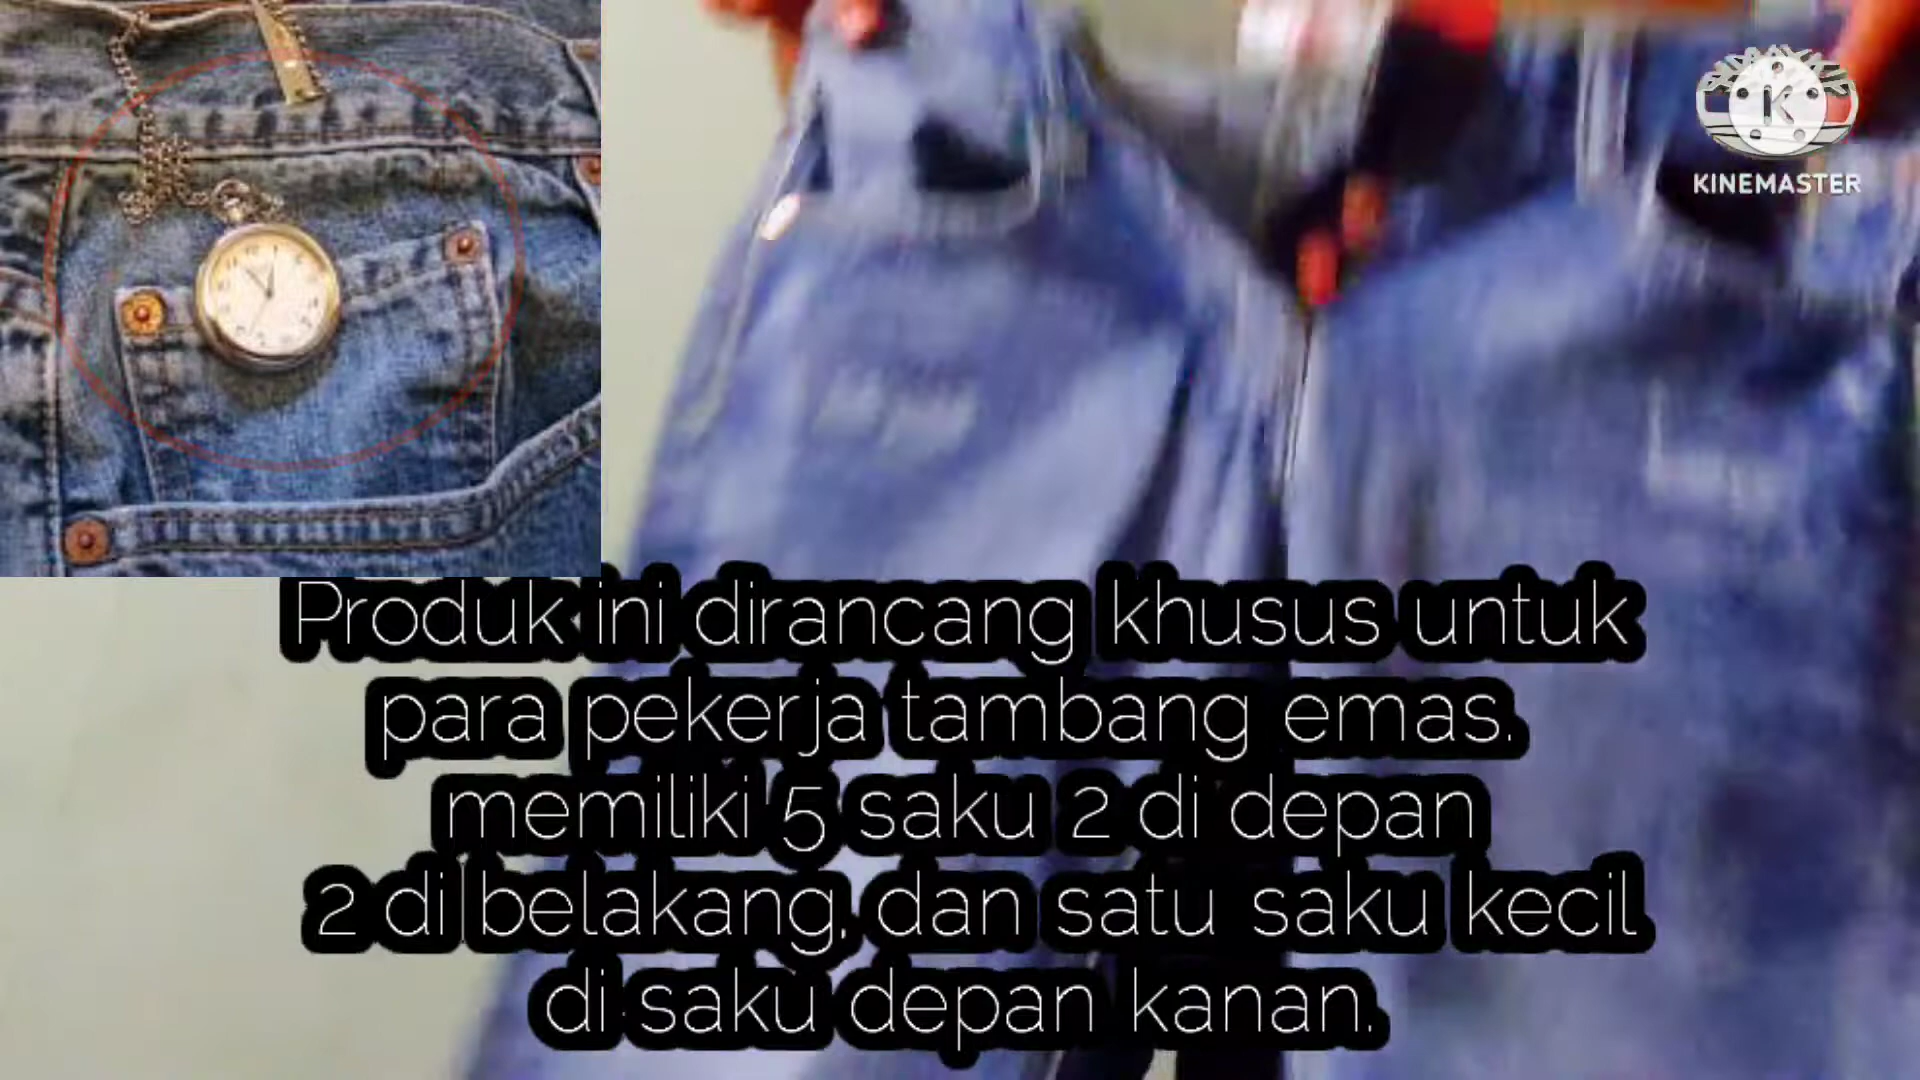 KINEMASTER
Produk ini dirancang khusus untuk
para pekerja tambang emas.
memiliki 5 saku 2 di depan
2 di belakang, dan satu saku kecil
di saku depan kanan.